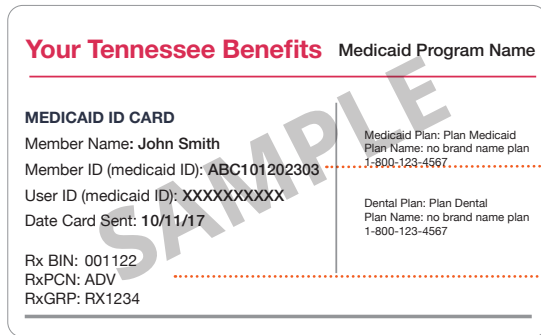 Your Tennessee Benefits Medicaid Program Name
MEDICAID ID CARD
Member Name: John Smith
Member ID (medicaid ID): ABC101202303
User ID (medicaid ID): XXXXXXXXXX
Date Card Sent: 10/11/17
Rx BIN: 001122
RxPCN: ADV
RxGRP: RX1234
Medicaid Plan: Plan Medicaid
Plan Name: no brand name plan
1-800-123-4567
Dental Plan: Plan Dental
Plan Name: no brand name plan
1-800-123-4567
SAMPLE